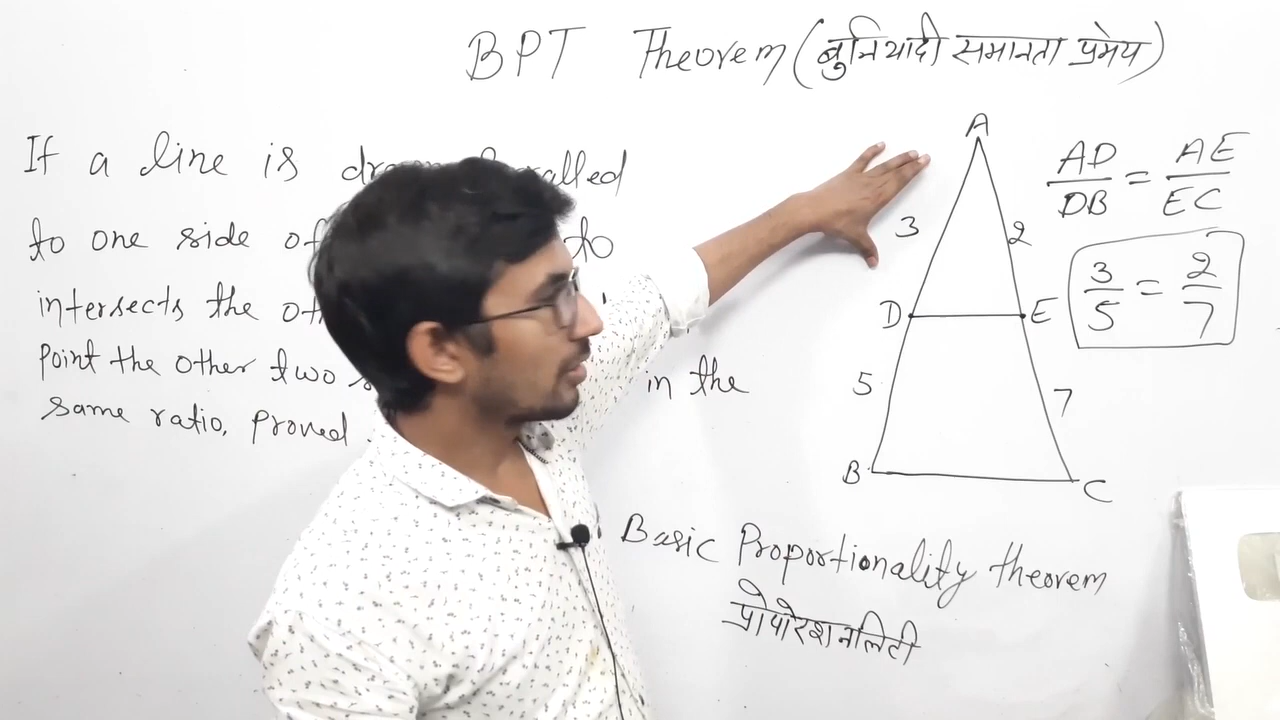 BPT Theorem (बुनियादी समानता प्रमेय)
If a line is
to one side of to
intersects the
Point the other two in the
same ratio, Proved.
A
AD/DB = AE/EC
3
2
3/5 = 2/7
D
E
5
7
B
C
Basic Proportionality theorem
प्रोपोरेशनलिटी